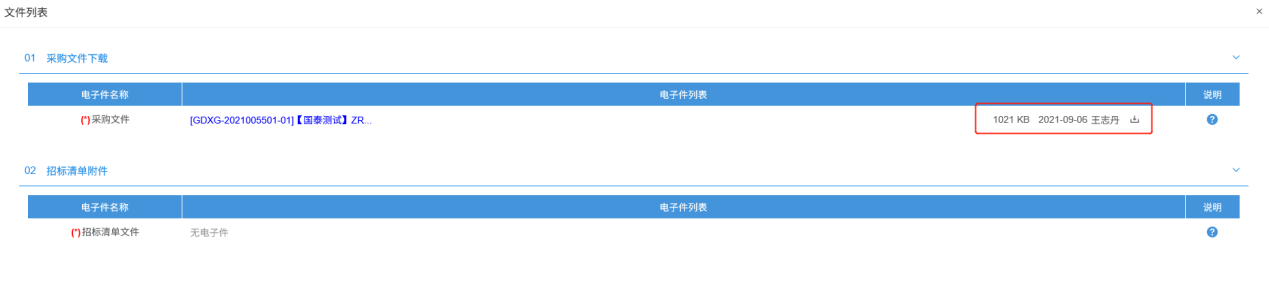 文件列表 ×
01 采购文件下载
电子件名称 电子件列表 说明
(*)采购文件 [GDXG-2021005501-01]【国泰测试】ZR... 1021 KB 2021-09-06 王志丹 ?
02 招标清单附件
电子件名称 电子件列表 说明
(*)招标清单文件 无电子件 ?